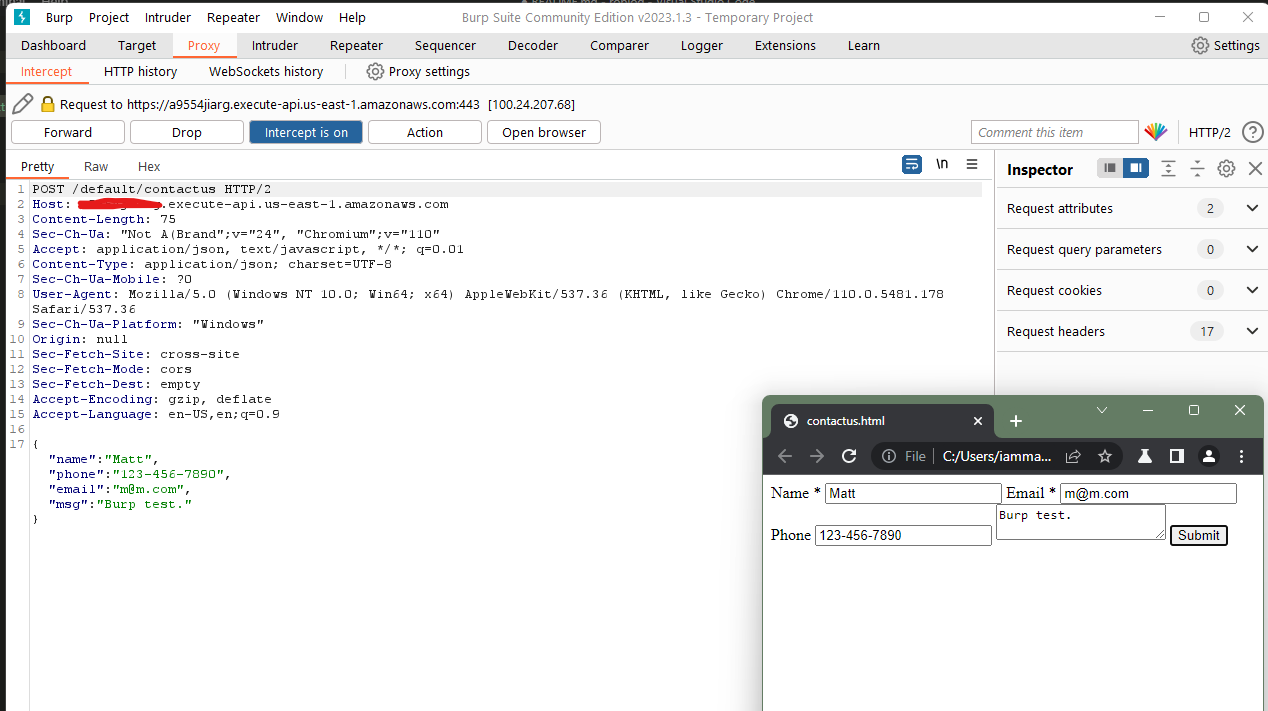 Burp Project Intruder Repeater Window Help Burp Suite Community Edition v2023.1.3 - Temporary Project
Dashboard Target Proxy Intruder Repeater Sequencer Decoder Comparer Logger Extensions Learn Settings
Intercept HTTP history WebSockets history Proxy settings
Request to https://a9554jiarg.execute-api.us-east-1.amazonaws.com:443 [100.24.207.68]
Forward Drop Intercept is on Action Open browser Comment this item HTTP/2 ?
Pretty Raw Hex \n
Inspector
1 POST /default/contactus HTTP/2
2 Host: .execute-api.us-east-1.amazonaws.com
3 Content-Length: 75
4 Sec-Ch-Ua: "Not A(Brand";v="24", "Chromium";v="110"
5 Accept: application/json, text/javascript, */*; q=0.01
6 Content-Type: application/json; charset=UTF-8
7 Sec-Ch-Ua-Mobile: ?0
8 User-Agent: Mozilla/5.0 (Windows NT 10.0; Win64; x64) AppleWebKit/537.36 (KHTML, like Gecko) Chrome/110.0.5481.178
Safari/537.36
9 Sec-Ch-Ua-Platform: "Windows"
10 Origin: null
11 Sec-Fetch-Site: cross-site
12 Sec-Fetch-Mode: cors
13 Sec-Fetch-Dest: empty
14 Accept-Encoding: gzip, deflate
15 Accept-Language: en-US,en;q=0.9
16
17 {
"name":"Matt",
"phone":"123-456-7890",
"email":"m@m.com",
"msg":"Burp test."
}
Request attributes 2
Request query parameters 0
Request cookies 0
Request headers 17
contactus.html
File C:/Users/iamma...
Name * Matt Email * m@m.com
Phone 123-456-7890 Burp test. Submit